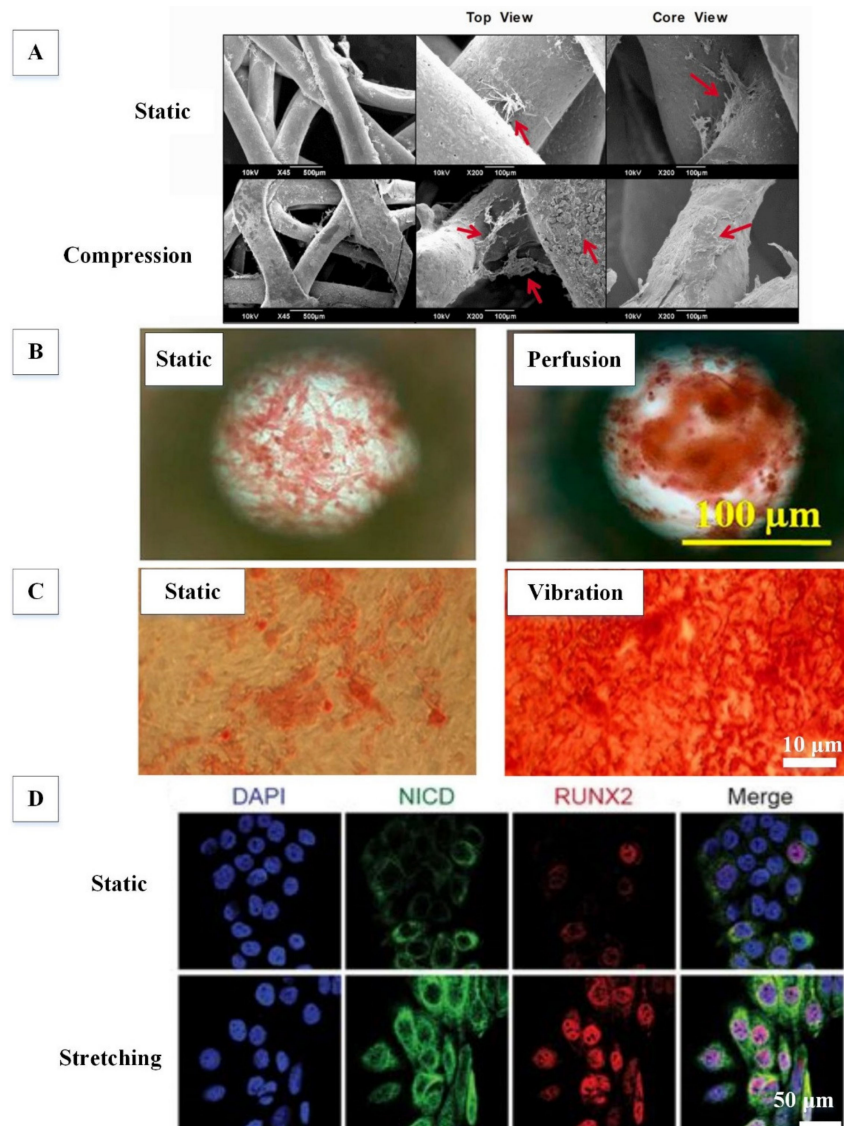 A
Top View Core View
Static
10kV X45 500µm 10kV X200 100µm 10kV X200 100µm
Compression
10kV X45 500µm 10kV X200 100µm 10kV X200 100µm
B
Static Perfusion
100 µm
C
Static Vibration
10 µm
D
DAPI NICD RUNX2 Merge
Static
Stretching
50 µm